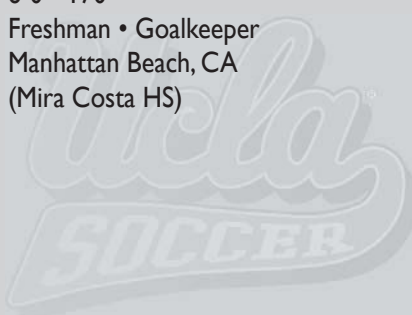 Freshman • Goalkeeper
Manhattan Beach, CA
(Mira Costa HS)
Ucla
SOCCER